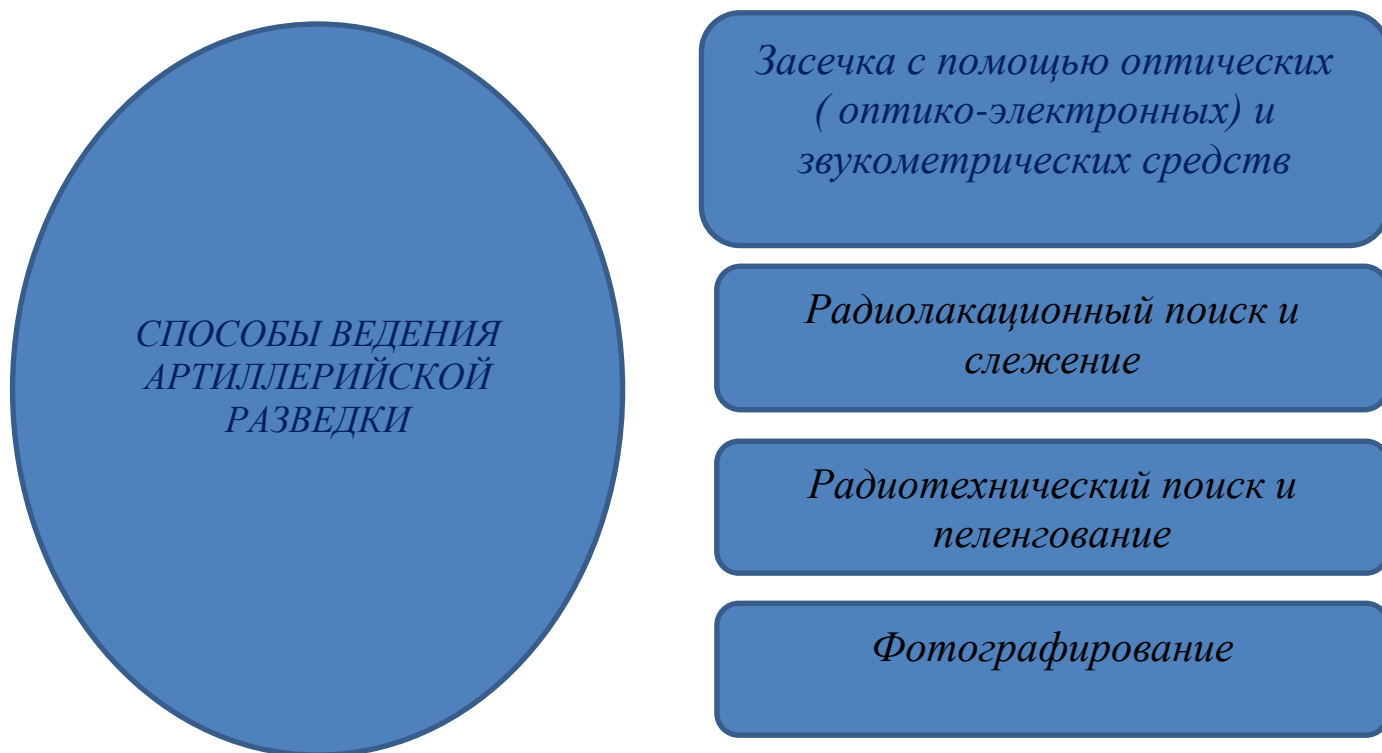 СПОСОБЫ ВЕДЕНИЯ
АРТИЛЛЕРИЙСКОЙ
РАЗВЕДКИ
Засечка с помощью оптических
( оптико-электронных) и
звукометрических средств
Радиолакационный поиск и
слежение
Радиотехнический поиск и
пеленгование
Фотографирование